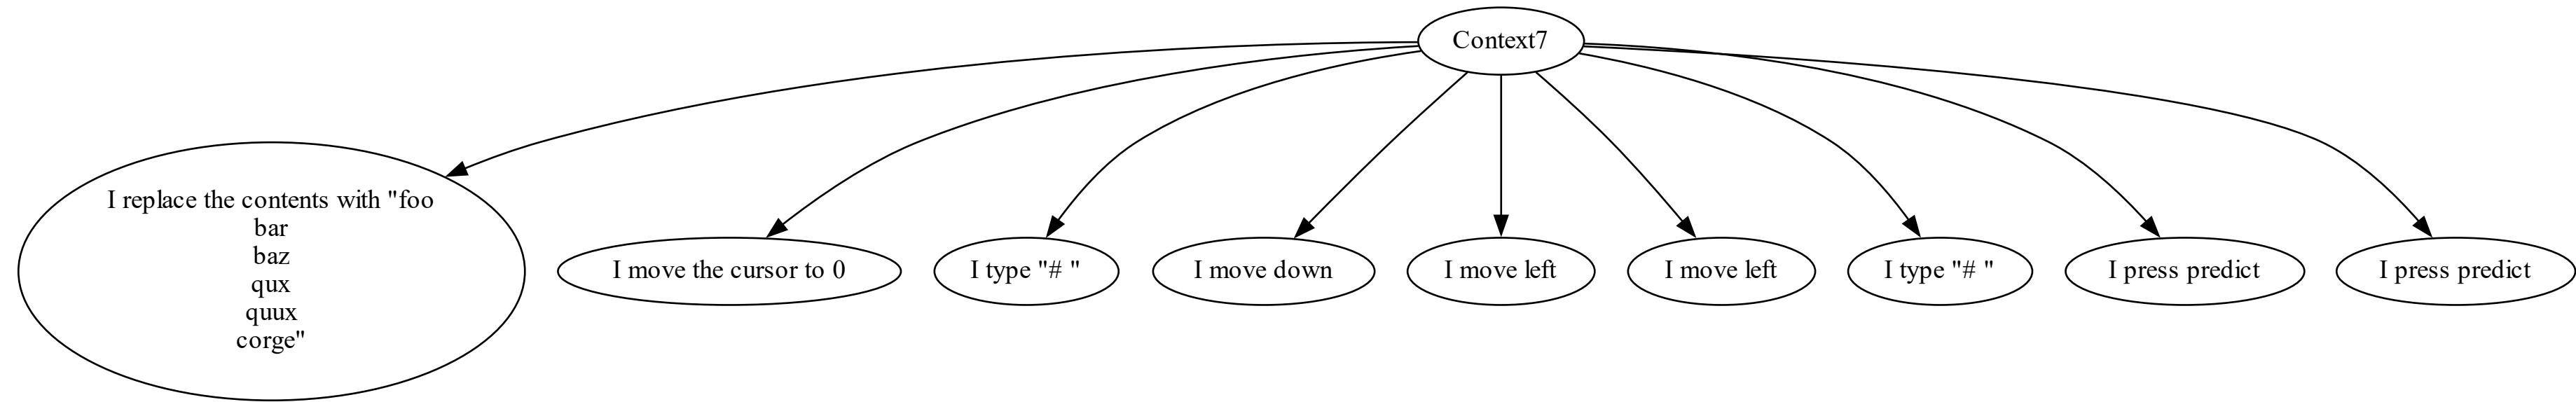 Context7
I replace the contents with "foo
bar
baz
qux
quux
corge"
I move the cursor to 0
I type "# "
I move down
I move left
I move left
I type "# "
I press predict
I press predict